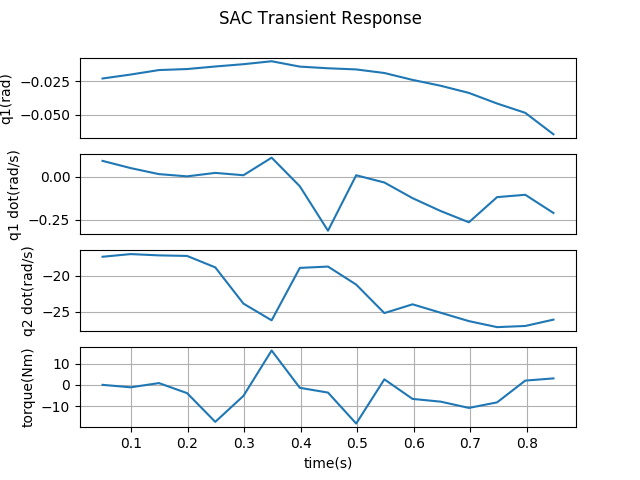 SAC Transient Response
q1(rad)
−0.025
−0.050
q1 dot(rad/s)
0.00
−0.25
q2 dot(rad/s)
−20
−25
torque(Nm)
10
0
−10
0.1 0.2 0.3 0.4 0.5 0.6 0.7 0.8
time(s)